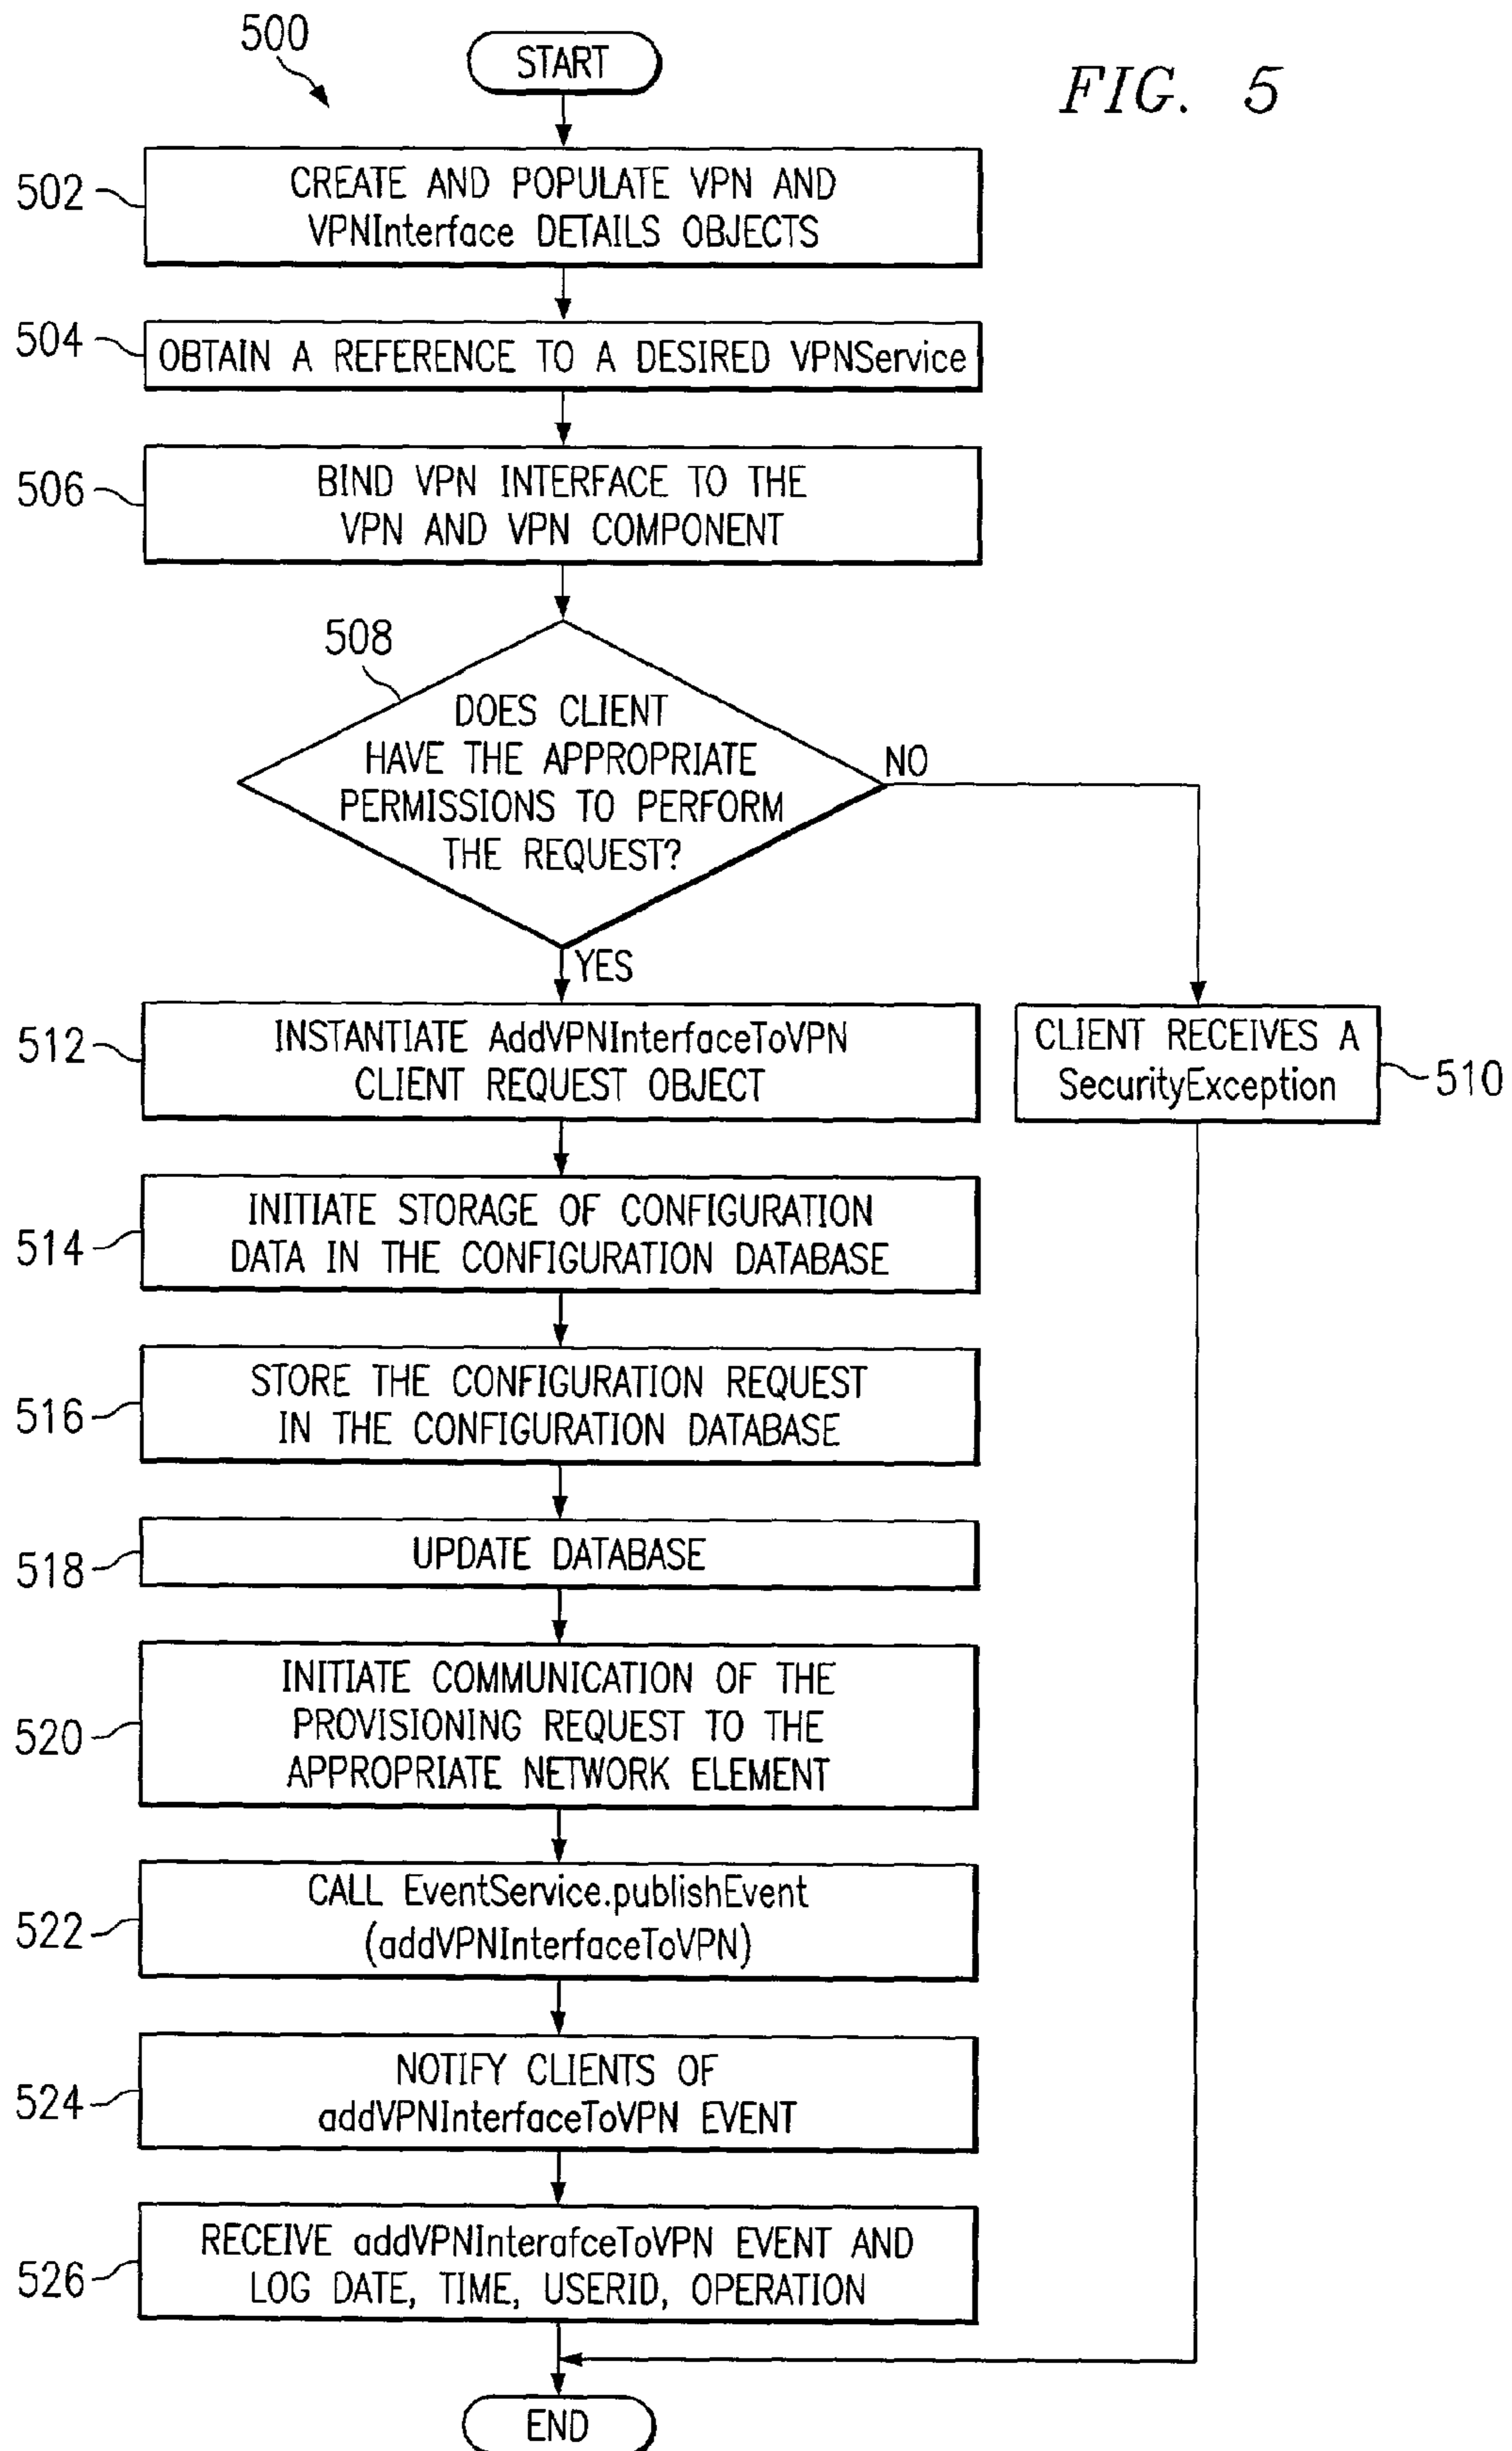 500
START
FIG. 5
502
CREATE AND POPULATE VPN AND
VPNInterface DETAILS OBJECTS
504
OBTAIN A REFERENCE TO A DESIRED VPNService
506
BIND VPN INTERFACE TO THE
VPN AND VPN COMPONENT
508
DOES CLIENT
HAVE THE APPROPRIATE
PERMISSIONS TO PERFORM
THE REQUEST?
NO
YES
512
INSTANTIATE AddVPNInterfaceToVPN
CLIENT REQUEST OBJECT
CLIENT RECEIVES A
SecurityException
510
514
INITIATE STORAGE OF CONFIGURATION
DATA IN THE CONFIGURATION DATABASE
516
STORE THE CONFIGURATION REQUEST
IN THE CONFIGURATION DATABASE
518
UPDATE DATABASE
520
INITIATE COMMUNICATION OF THE
PROVISIONING REQUEST TO THE
APPROPRIATE NETWORK ELEMENT
522
CALL EventService.publishEvent
(addVPNInterfaceToVPN)
524
NOTIFY CLIENTS OF
addVPNInterfaceToVPN EVENT
526
RECEIVE addVPNInterafceToVPN EVENT AND
LOG DATE, TIME, USERID, OPERATION
END